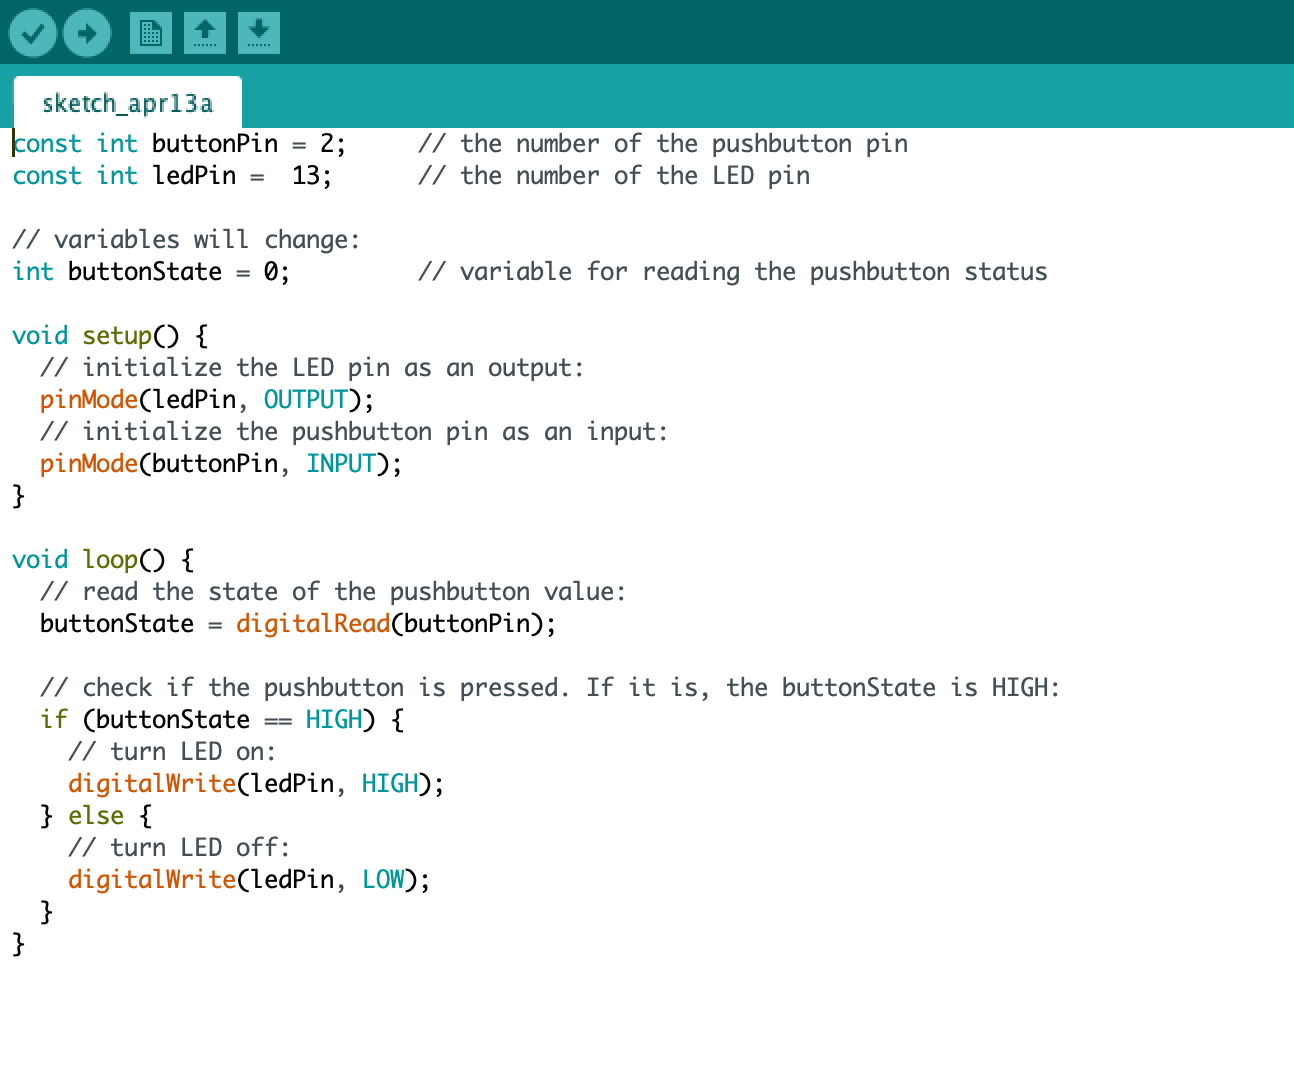 sketch_apr13a
const int buttonPin = 2;     // the number of the pushbutton pin
const int ledPin =  13;      // the number of the LED pin

// variables will change:
int buttonState = 0;         // variable for reading the pushbutton status

void setup() {
  // initialize the LED pin as an output:
  pinMode(ledPin, OUTPUT);
  // initialize the pushbutton pin as an input:
  pinMode(buttonPin, INPUT);
}

void loop() {
  // read the state of the pushbutton value:
  buttonState = digitalRead(buttonPin);

  // check if the pushbutton is pressed. If it is, the buttonState is HIGH:
  if (buttonState == HIGH) {
    // turn LED on:
    digitalWrite(ledPin, HIGH);
  } else {
    // turn LED off:
    digitalWrite(ledPin, LOW);
  }
}